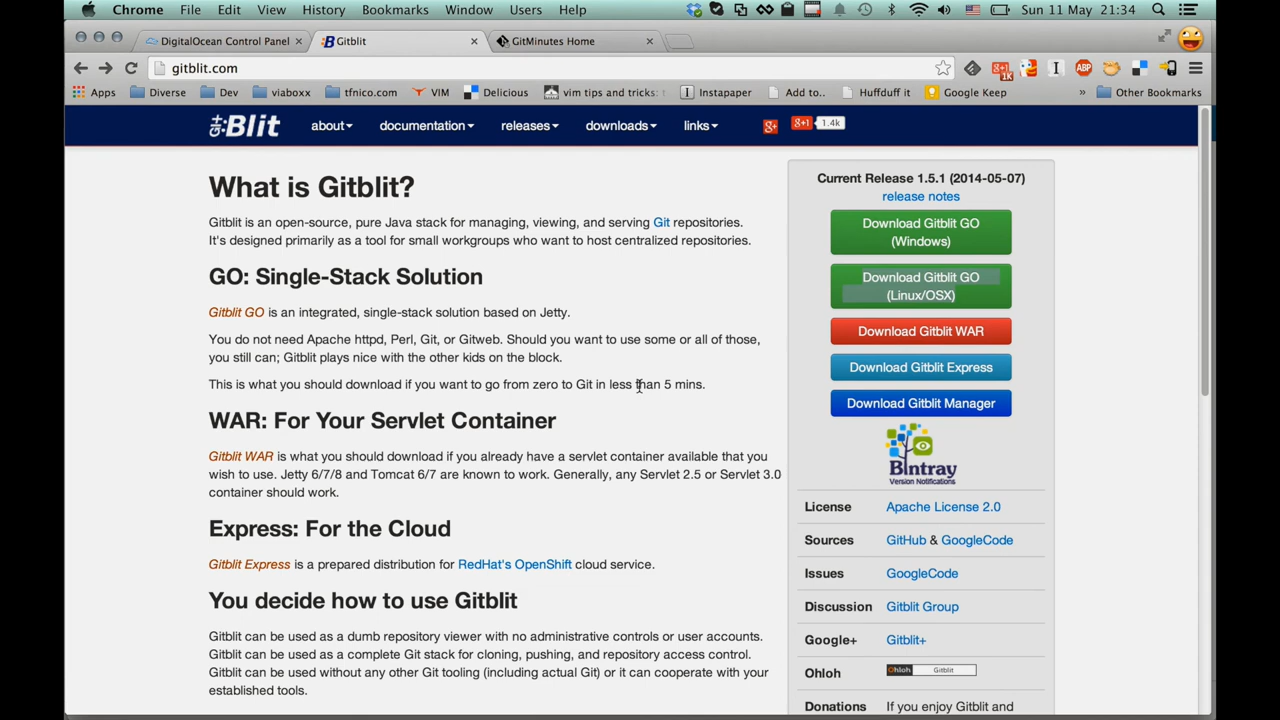 Chrome File Edit View History Bookmarks Window Users Help Sun 11 May 21:34
DigitalOcean Control Panel Gitblit GitMinutes Home
gitblit.com
Apps Diverse Dev viaboxx tfnico.com VIM Delicious vim tips and tricks: Instapaper Add to.. Huffduff it Google Keep » Other Bookmarks
git:Blit about documentation releases downloads links g+ g+1 1.4k
What is Gitblit?
Gitblit is an open-source, pure Java stack for managing, viewing, and serving Git repositories.
It's designed primarily as a tool for small workgroups who want to host centralized repositories.
GO: Single-Stack Solution
Gitblit GO is an integrated, single-stack solution based on Jetty.
You do not need Apache httpd, Perl, Git, or Gitweb. Should you want to use some or all of those,
you still can; Gitblit plays nice with the other kids on the block.
This is what you should download if you want to go from zero to Git in less than 5 mins.
WAR: For Your Servlet Container
Gitblit WAR is what you should download if you already have a servlet container available that you
wish to use. Jetty 6/7/8 and Tomcat 6/7 are known to work. Generally, any Servlet 2.5 or Servlet 3.0
container should work.
Express: For the Cloud
Gitblit Express is a prepared distribution for RedHat's OpenShift cloud service.
You decide how to use Gitblit
Gitblit can be used as a dumb repository viewer with no administrative controls or user accounts.
Gitblit can be used as a complete Git stack for cloning, pushing, and repository access control.
Gitblit can be used without any other Git tooling (including actual Git) or it can cooperate with your
established tools.
Current Release 1.5.1 (2014-05-07)
release notes
Download Gitblit GO
(Windows)
Download Gitblit GO
(Linux/OSX)
Download Gitblit WAR
Download Gitblit Express
Download Gitblit Manager
Bintray
Version Notifications
License Apache License 2.0
Sources GitHub & GoogleCode
Issues GoogleCode
Discussion Gitblit Group
Google+ Gitblit+
Ohloh Ohloh Gitblit
Donations If you enjoy Gitblit and